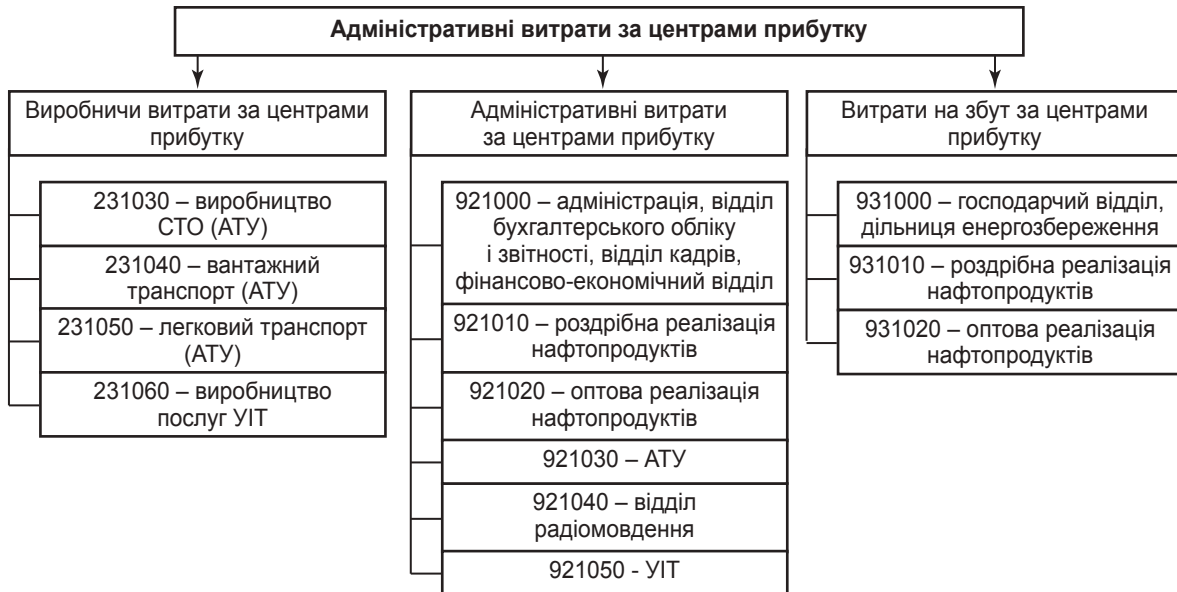 Адміністративні витрати за центрами прибутку
Виробничи витрати за центрами
прибутку
231030 – виробництво
СТО (АТУ)
231040 – вантажний
транспорт (АТУ)
231050 – легковий транспорт
(АТУ)
231060 – виробництво
послуг УІТ
Адміністративні витрати
за центрами прибутку
921000 – адміністрація, відділ
бухгалтерського обліку
і звітності, відділ кадрів,
фінансово-економічний відділ
921010 – роздрібна реалізація
нафтопродуктів
921020 – оптова реалізація
нафтопродуктів
921030 – АТУ
921040 – відділ
радіомовдення
921050 - УІТ
Витрати на збут за центрами
прибутку
931000 – господарчий відділ,
дільниця енергозбереження
931010 – роздрібна реалізація
нафтопродуктів
931020 – оптова реалізація
нафтопродуктів